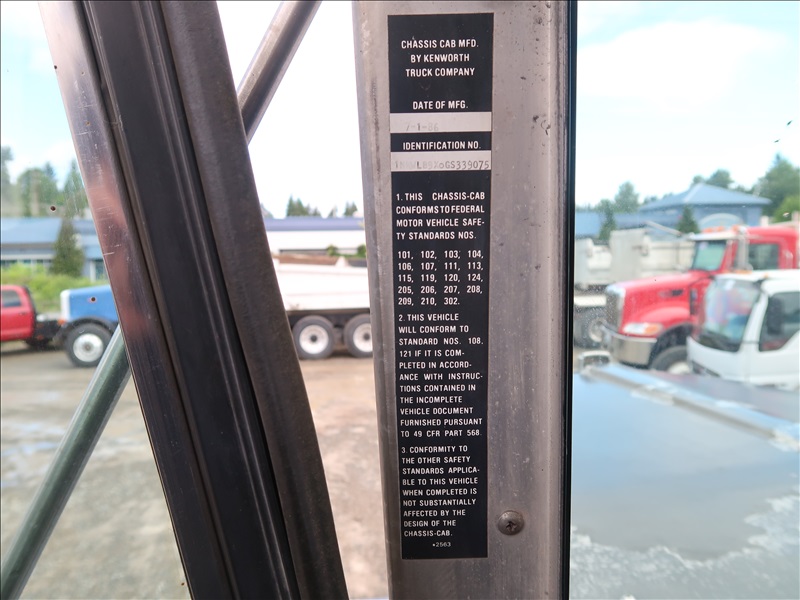 CHASSIS CAB MFD.
BY KENWORTH
TRUCK COMPANY
DATE OF MFG.
IDENTIFICATION NO.
1. THIS CHASSIS-CAB
CONFORMS TO FEDERAL
MOTOR VEHICLE SAFE-
TY STANDARDS NOS.
101, 102, 103, 104,
106, 107, 111, 113,
115, 119, 120, 124,
205, 206, 207, 208,
209, 210, 302.
2. THIS VEHICLE
WILL CONFORM TO
STANDARD NOS. 108,
121 IF IT IS COM-
PLETED IN ACCORD-
ANCE WITH INSTRUC-
TIONS CONTAINED IN
THE INCOMPLETE
VEHICLE DOCUMENT
FURNISHED PURSUANT
TO 49 CFR PART 568.
3. CONFORMITY TO
THE OTHER SAFETY
STANDARDS APPLICA-
BLE TO THIS VEHICLE
WHEN COMPLETED IS
NOT SUBSTANTIALLY
AFFECTED BY THE
DESIGN OF THE
CHASSIS-CAB.
*2563